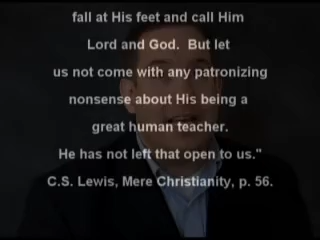 fall at His feet and call Him
Lord and God.  But let
us not come with any patronizing
nonsense about His being a
great human teacher.
He has not left that open to us."
C.S. Lewis, Mere Christianity, p. 56.